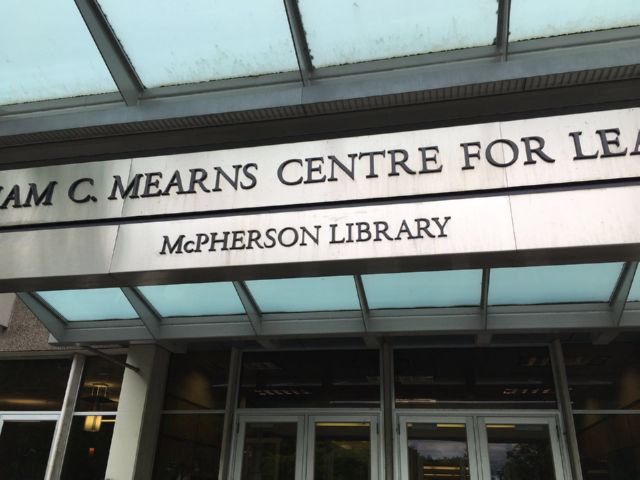 C. MEARNS CENTRE FOR
MCPHERSON LIBRARY